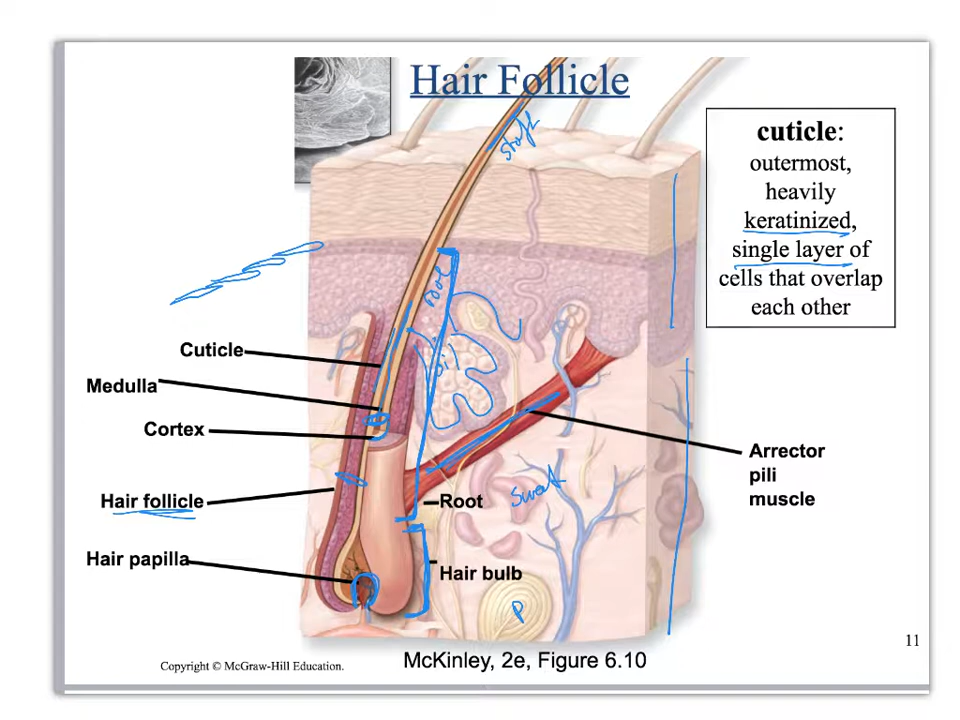 Hair Follicle
cuticle:
outermost,
heavily
keratinized,
single layer of
cells that overlap
each other
shaft
root
oil
Cuticle
Medulla
Cortex
Hair follicle
Hair papilla
Root
sweat
Hair bulb
P
Arrector
pili
muscle
11
Copyright © McGraw-Hill Education.
McKinley, 2e, Figure 6.10